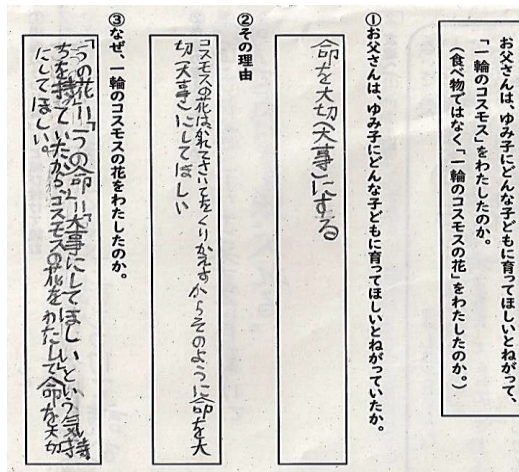 お父さんは、ゆみ子にどんな子どもに育ってほしいとねがって、
「一輪のコスモス」をわたしたのか。
（食べ物ではなく「一輪のコスモスの花」をわたしたのか。）
①お父さんは、ゆみ子にどんな子どもに育ってほしいとねがっていたか。
命を大切(大事)にする
②その理由
コスモスの花は、かれてさいてをくりかえすからそのように命を大
切(大事)にしてほしい
③なぜ、一輪のコスモスの花をわたしたのか。
「一つの花」=「一つの命」=「大事にしてほしい」という気持
ちを持っていたから、コスモスの花をわたして命を大切
にしてほしい。